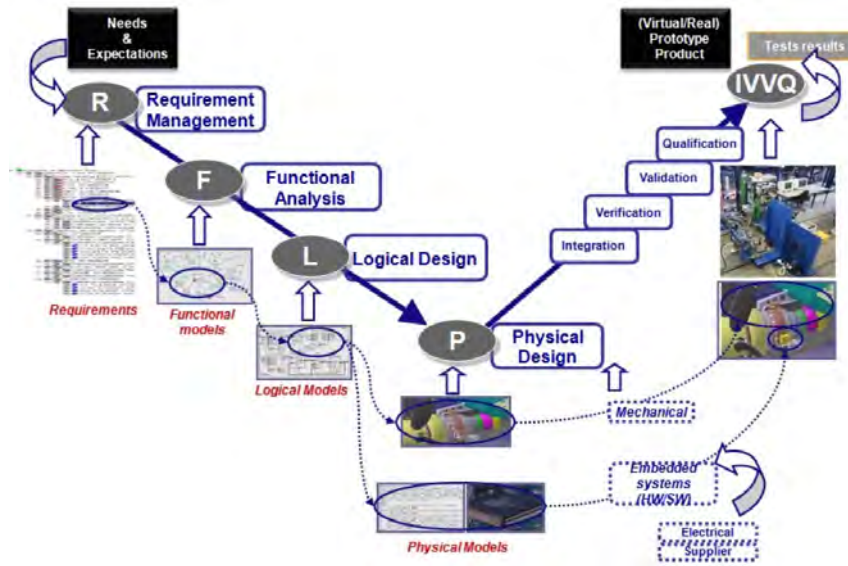 Needs
&
Expectations
(Virtual/Real)
Prototype
Product
Tests results
IVVQ
R
Requirement
Management
Qualification
F
Functional
Analysis
Validation
Verification
L
Logical Design
Integration
Requirements
Functional
models
P
Physical
Design
Logical Models
Mechanical
Embedded
systems
(HW/SW)
Electrical
Supplier
Physical Models